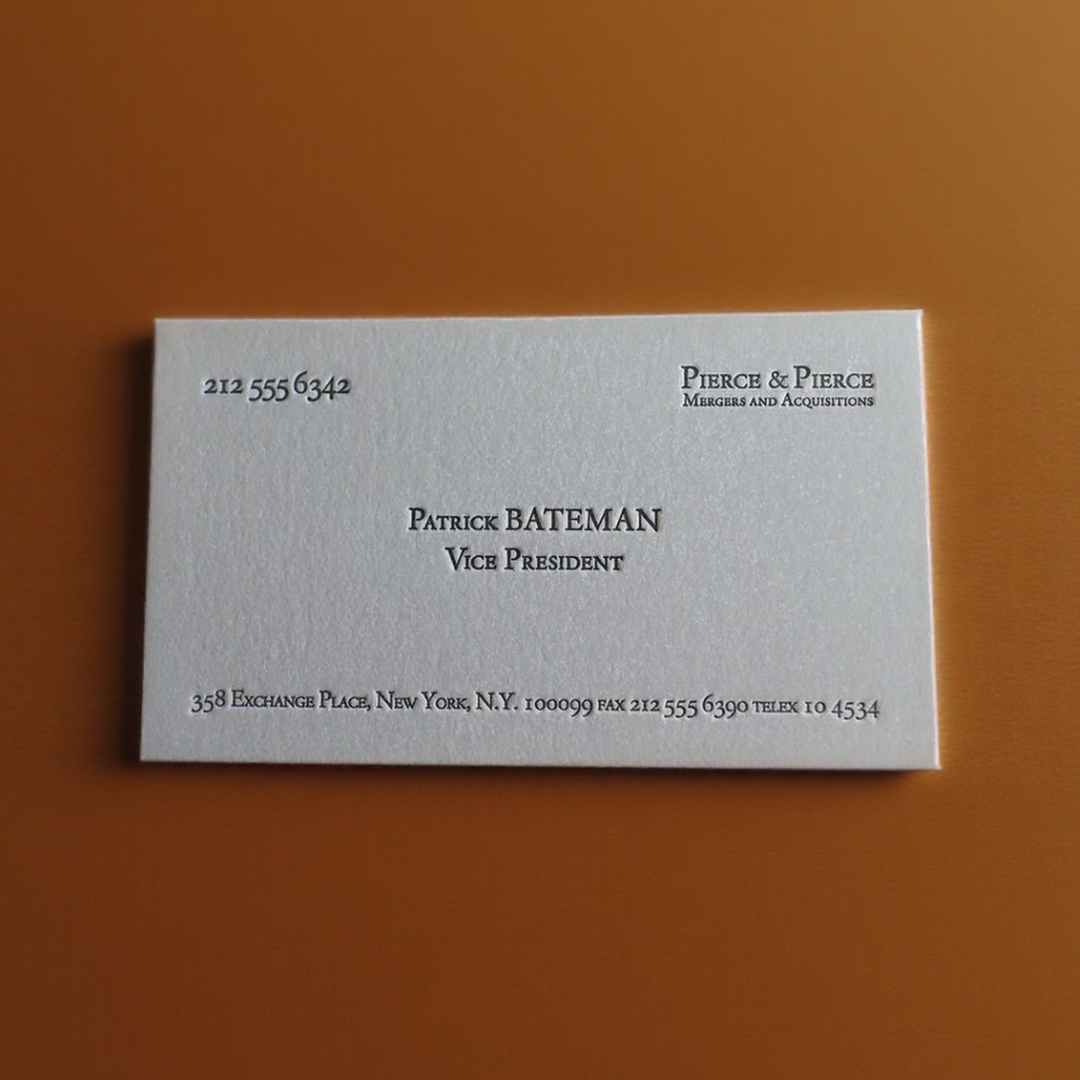 212 555 6342
Pierce & Pierce
Mergers and Acquisitions
Patrick BATEMAN
Vice President
358 Exchange Place, New York, N.Y. 100099 fax 212 555 6390 telex 10 4534